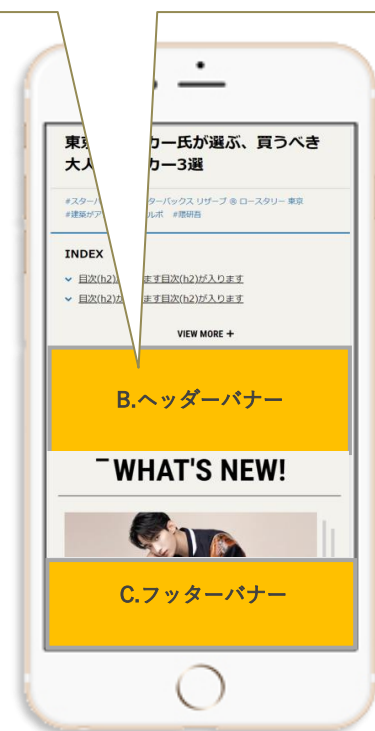 東
カー氏が選ぶ、買うべき
大人
カー3選
#スターバ
ターバックス リザーブ ® ロースタリー 東京
#建築がア
ルポ #隈研吾
INDEX
目次(h2)
ます目次(h2)が入ります
目次(h2)が
ます目次(h2)が入ります
VIEW MORE +
B.ヘッダーバナー
WHAT'S NEW!
C.フッターバナー